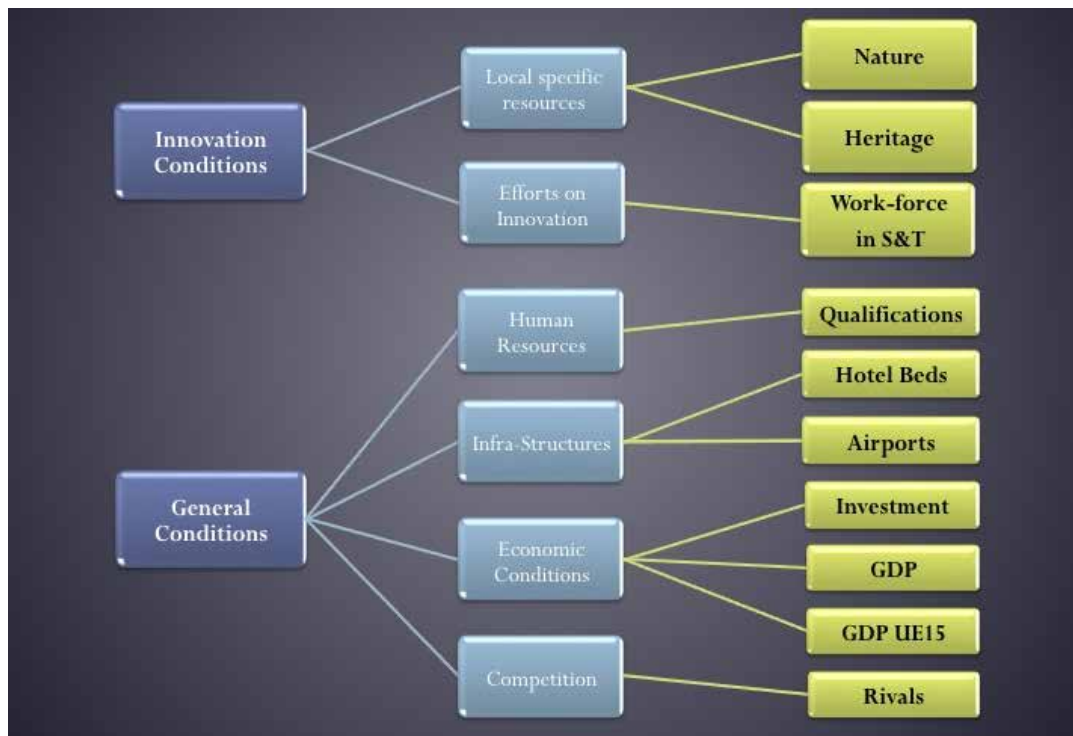 Innovation
Conditions
Local specific
resources
Nature
Heritage
Efforts on
Innovation
Work-force
in S&T
General
Conditions
Human
Resources
Qualifications
Infra-Structures
Hotel Beds
Airports
Economic
Conditions
Investment
GDP
GDP UE15
Competition
Rivals